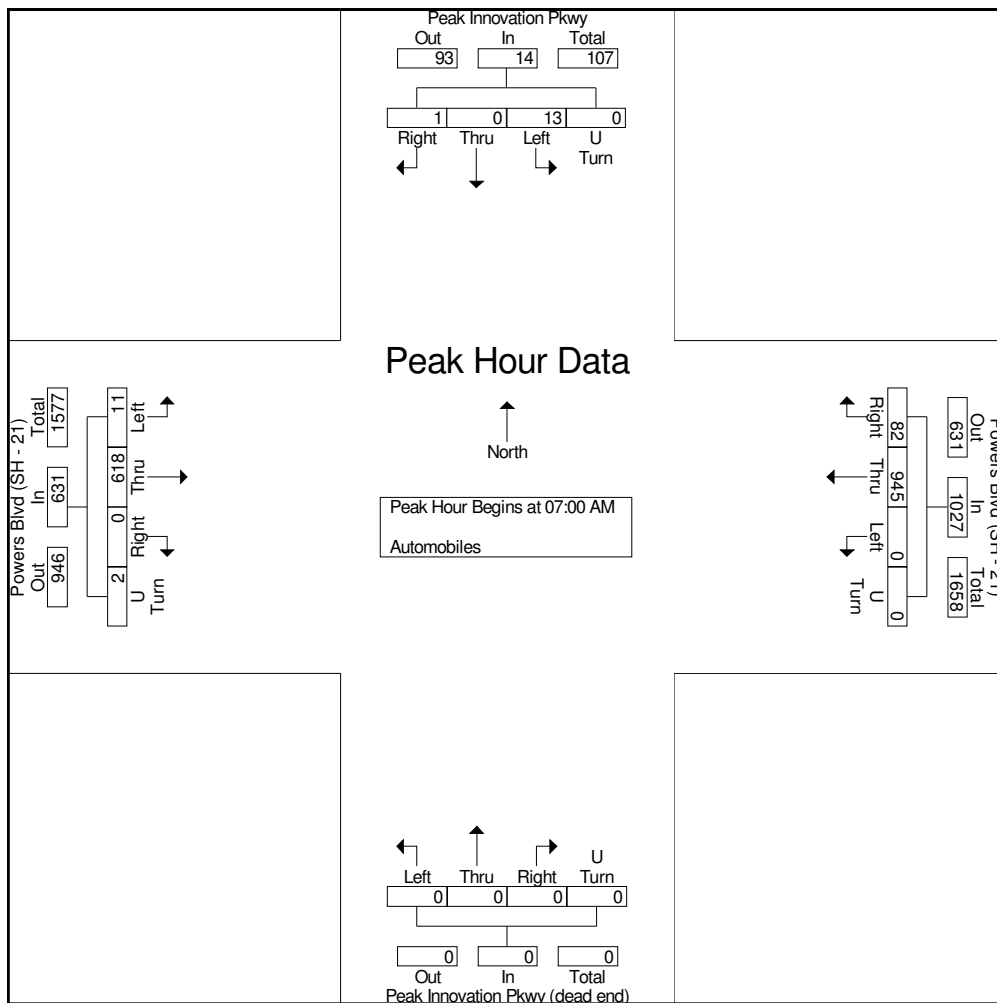 Peak Innovation Pkwy
Out In Total
93 14 107
1 0 13 0
Right Thru Left U
Turn
Peak Hour Data
North
Peak Hour Begins at 07:00 AM
Automobiles
Powers Blvd (SH - 21)
Out In Total
946 631 1577
11 618 0 2
Left Thru Right U
Turn
Powers Blvd (SH - 21)
Out In Total
631 1027 1658
82 945 0 0
Right Thru Left U
Turn
U
Left Thru Right Turn
0 0 0 0
0 0 0
Out In Total
Peak Innovation Pkwy (dead end)